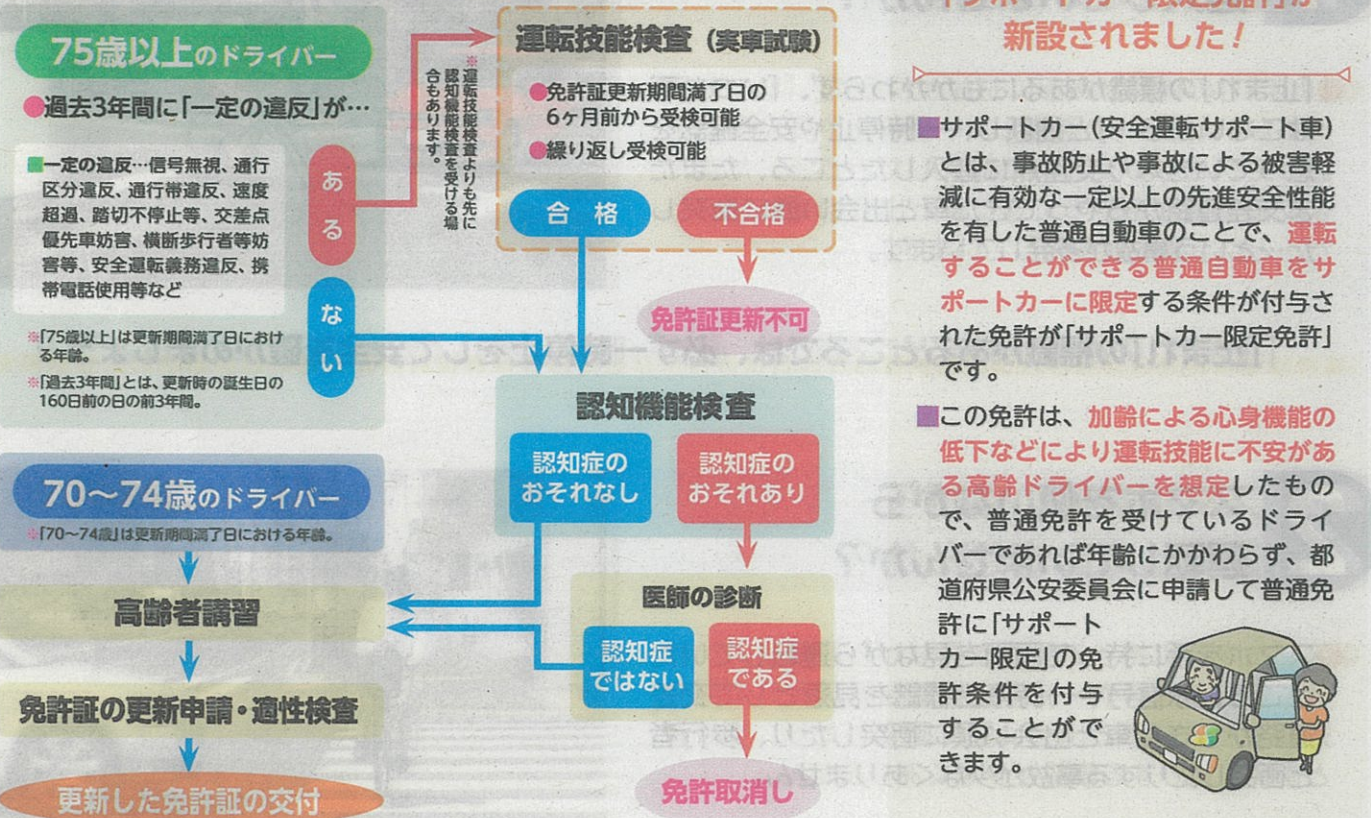 75歳以上のドライバー
●過去3年間に「一定の違反」が…
■一定の違反…信号無視、通行
区分違反、通行帯違反、速度
超過、踏切不停止等、交差点
優先車妨害、横断歩行者等妨
害等、安全運転義務違反、携
帯電話使用等など
※「75歳以上」は更新期間満了日におけ
る年齢。
※「過去3年間」とは、更新時の誕生日の
160日前の日の前3年間。
ある
ない
※運転技能検査よりも先に
認知機能検査を受ける場
合もあります。
運転技能検査（実車試験）
●免許証更新期間満了日の
6ヶ月前から受検可能
●繰り返し受検可能
合格
不合格
免許証更新不可
認知機能検査
認知症の
おそれなし
認知症の
おそれあり
医師の診断
認知症
ではない
認知症
である
免許取消し
70～74歳のドライバー
※「70～74歳」は更新期間満了日における年齢。
高齢者講習
免許証の更新申請・適性検査
更新した免許証の交付
新設されました！
■サポートカー（安全運転サポート車）
とは、事故防止や事故による被害軽
減に有効な一定以上の先進安全性能
を有した普通自動車のことで、運転
することができる普通自動車をサ
ポートカーに限定する条件が付与さ
れた免許が「サポートカー限定免許」
です。
■この免許は、加齢による心身機能の
低下などにより運転技能に不安があ
る高齢ドライバーを想定したもの
で、普通免許を受けているドライ
バーであれば年齢にかかわらず、都
道府県公安委員会に申請して普通免
許に「サポート
カー限定」の免
許条件を付与
することがで
きます。